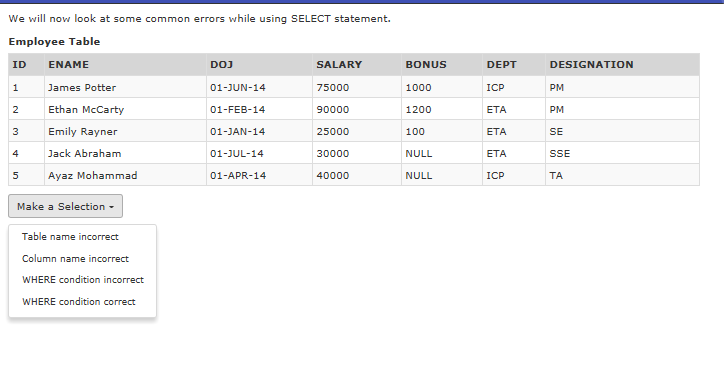 We will now look at some common errors while using SELECT statement.
Employee Table
ID ENAME DOJ SALARY BONUS DEPT DESIGNATION
1 James Potter 01-JUN-14 75000 1000 ICP PM
2 Ethan McCarty 01-FEB-14 90000 1200 ETA PM
3 Emily Rayner 01-JAN-14 25000 100 ETA SE
4 Jack Abraham 01-JUL-14 30000 NULL ETA SSE
5 Ayaz Mohammad 01-APR-14 40000 NULL ICP TA
Make a Selection
Table name incorrect
Column name incorrect
WHERE condition incorrect
WHERE condition correct